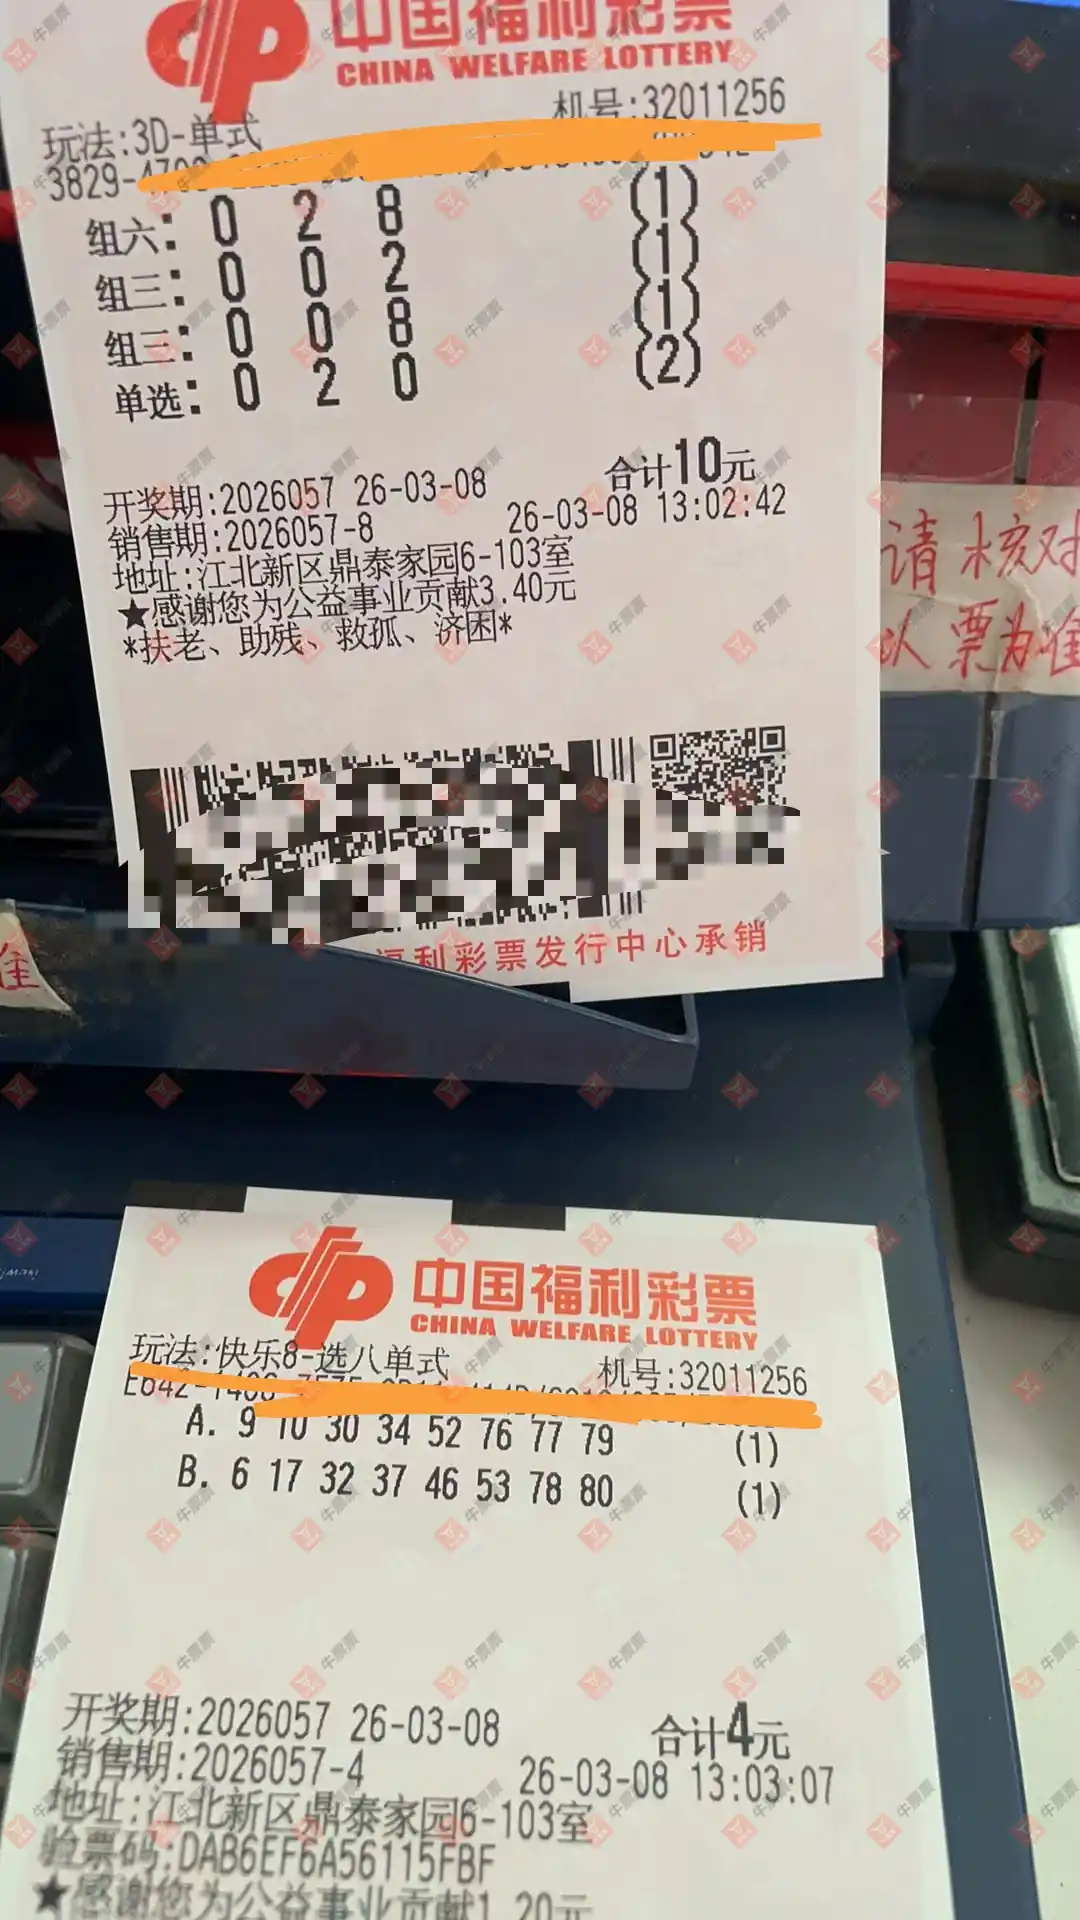 中国福利彩票
CHINA WELFARE LOTTERY
机号:32011256
玩法:3D-单式
3829-
组六: 0 2 8 (1)
组三: 0 0 2 (1)
组三: 0 0 8 (1)
单选: 0 2 0 (2)
合计10元
开奖期:2026057 26-03-08
销售期:2026057-8 26-03-08 13:02:42
地址:江北新区鼎泰家园6-103室
★感谢您为公益事业贡献3.40元
*扶老、助残、救孤、济困*
福利彩票发行中心承销
请核对
以票为准
准
中国福利彩票
CHINA WELFARE LOTTERY
玩法:快乐8-选八单式
机号:32011256
E642-
A. 9 10 30 34 52 76 77 79 (1)
B. 6 17 32 37 46 53 78 80 (1)
开奖期:2026057 26-03-08
合计4元
销售期:2026057-4 26-03-08 13:03:07
地址:江北新区鼎泰家园6-103室
验票码:DAB6EF6A56115FBF
★感谢您为公益事业贡献1.20元
牛票票